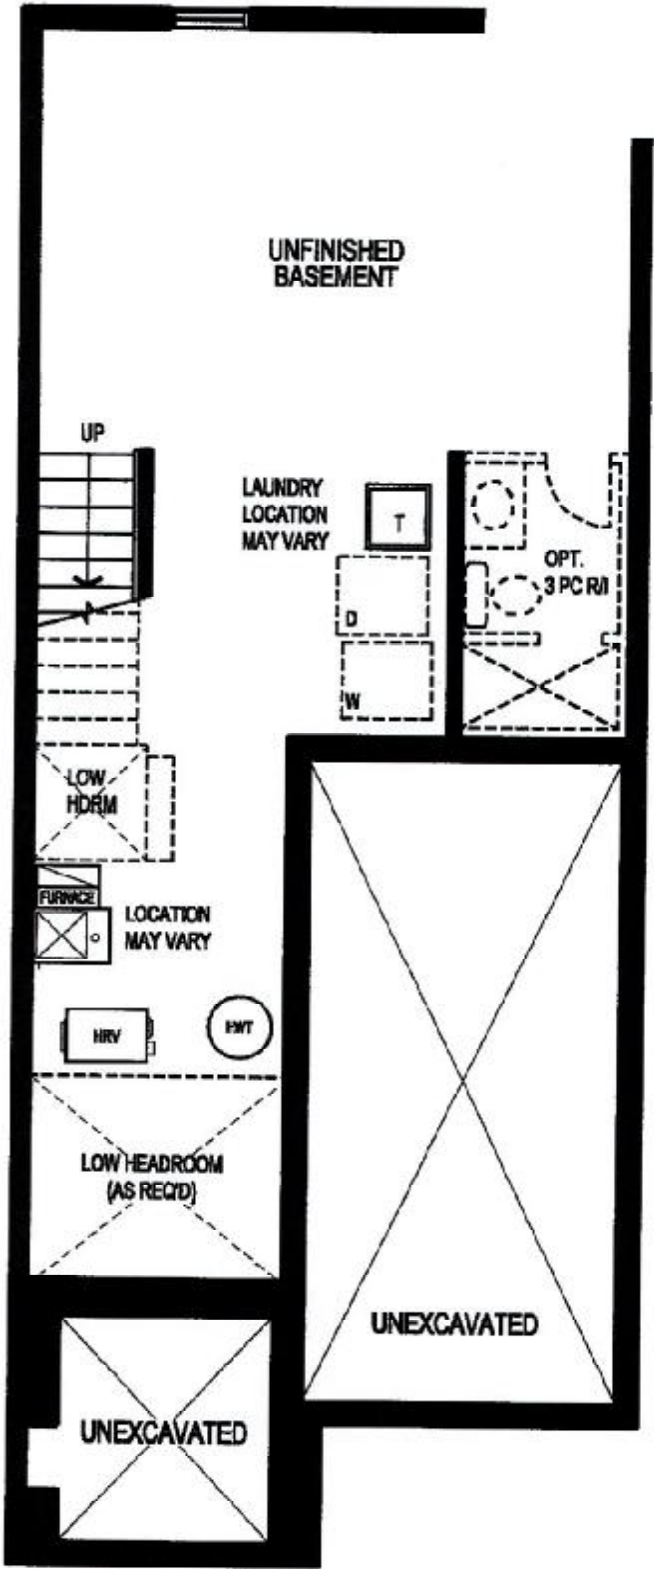 UNFINISHED
BASEMENT
UP
LAUNDRY
LOCATION
MAY VARY
T
D
W
OPT.
3 PC R/I
LOW
HDRM
FURNACE
LOCATION
MAY VARY
HRV
HWT
LOW HEADROOM
(AS REQ'D)
UNEXCAVATED
UNEXCAVATED